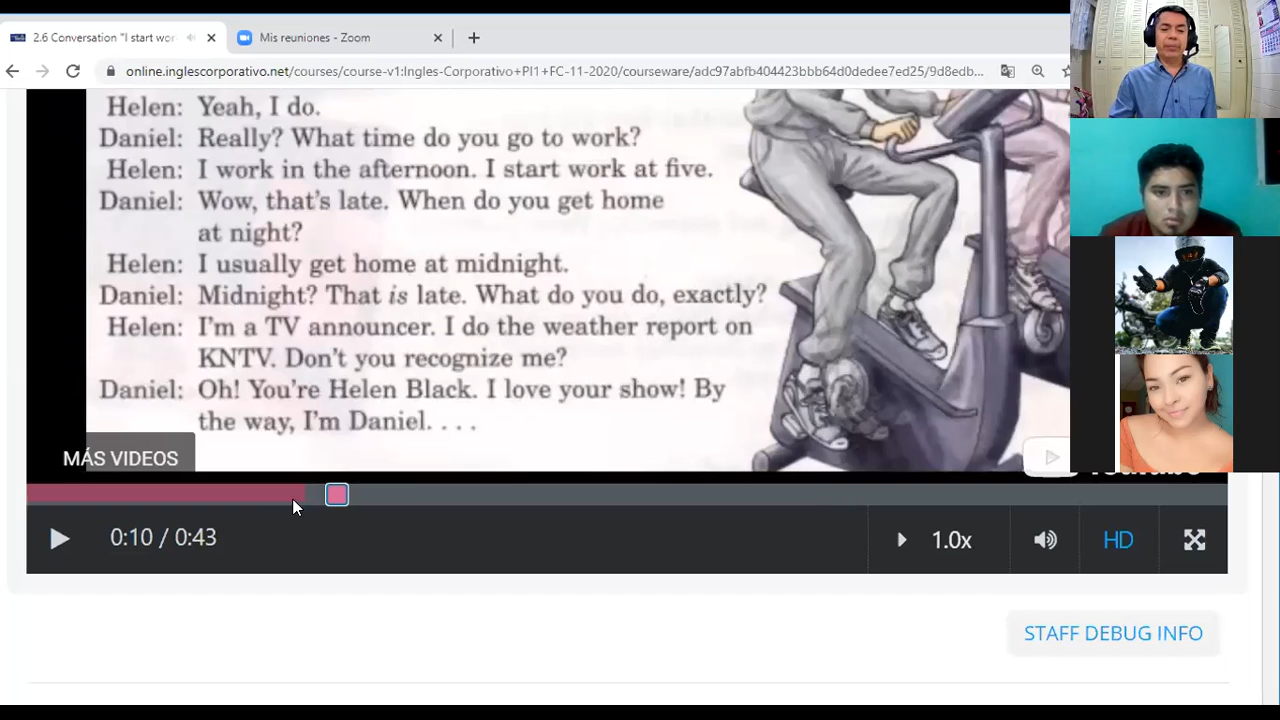 2.6 Conversation "I start wor
Mis reuniones - Zoom
online.inglescorporativo.net/courses/course-v1:Ingles-Corporativo+PI1+FC-11-2020/courseware/adc97abfb404423bbb64d0dedee7ed25/9d8edb...
Helen: Yeah, I do.
Daniel: Really? What time do you go to work?
Helen: I work in the afternoon. I start work at five.
Daniel: Wow, that's late. When do you get home
at night?
Helen: I usually get home at midnight.
Daniel: Midnight? That is late. What do you do, exactly?
Helen: I'm a TV announcer. I do the weather report on
KNTV. Don't you recognize me?
Daniel: Oh! You're Helen Black. I love your show! By
the way, I'm Daniel. . . .
MÁS VIDEOS
0:10 / 0:43
1.0x
HD
STAFF DEBUG INFO